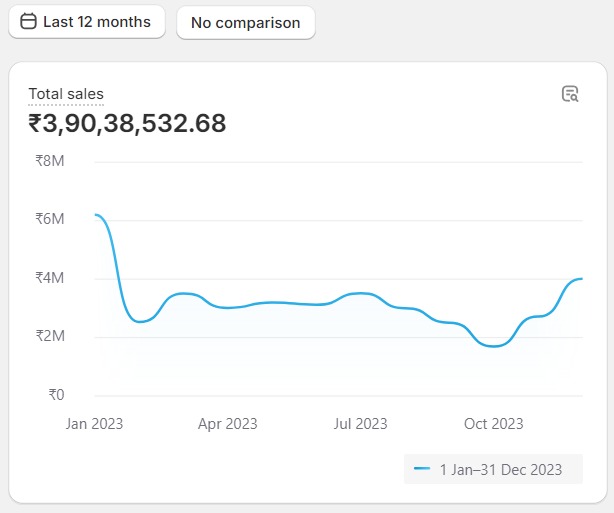 Last 12 months
No comparison
Total sales
₹3,90,38,532.68
₹8M
₹6M
₹4M
₹2M
₹0
Jan 2023 Apr 2023 Jul 2023 Oct 2023
1 Jan–31 Dec 2023